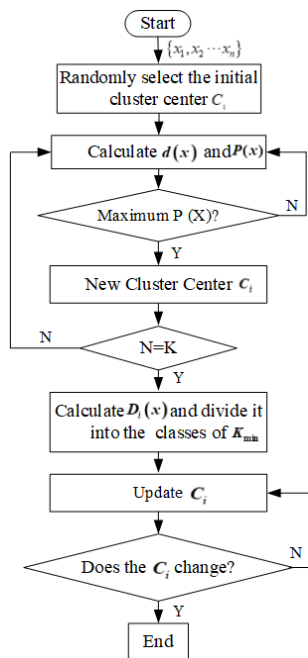 Start
{x₁, x₂ ⋯ xₙ}
Randomly select the initial
cluster center C₁
Calculate d(x) and P(x)
Maximum P (X)?
N
Y
New Cluster Center Cᵢ
N
N=K
Y
Calculate Dᵢ(x) and divide it
into the classes of Kₘᵢₙ
Update Cᵢ
Does the Cᵢ change?
N
Y
End